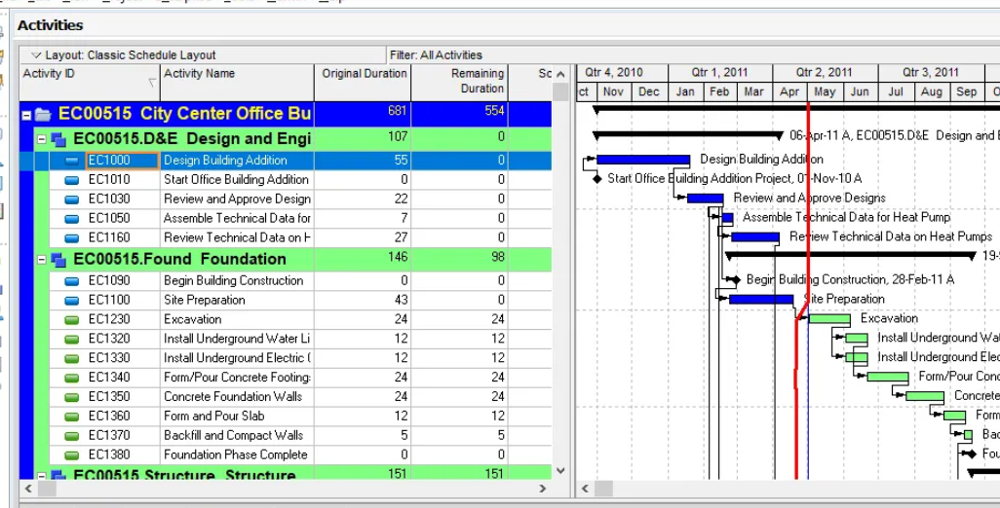 Activities
Layout: Classic Schedule Layout Filter: All Activities
Activity ID Activity Name Original Duration Remaining Duration Sc
Qtr 4, 2010 Qtr 1, 2011 Qtr 2, 2011 Qtr 3, 2011
ct Nov Dec Jan Feb Mar Apr May Jun Jul Aug Sep O
EC00515 City Center Office Bu 681 554
EC00515.D&E Design and Engi 107 0 06-Apr-11 A, EC00515.D&E Design and E
EC1000 Design Building Addition 55 0 Design Building Addition
EC1010 Start Office Building Addition 0 0 Start Office Building Addition Project, 01-Nov-10 A
EC1030 Review and Approve Design 22 0 Review and Approve Designs
EC1050 Assemble Technical Data for 7 0 Assemble Technical Data for Heat Pump
EC1160 Review Technical Data on H 27 0 Review Technical Data on Heat Pumps
EC00515.Found Foundation 146 98 19-
EC1090 Begin Building Construction 0 0 Begin Building Construction, 28-Feb-11 A
EC1100 Site Preparation 43 0 Site Preparation
EC1230 Excavation 24 24 Excavation
EC1320 Install Underground Water Li 12 12 Install Underground Wa
EC1330 Install Underground Electric ( 12 12 Install Underground Elec
EC1340 Form/Pour Concrete Footing: 24 24 Form/Pour Con
EC1350 Concrete Foundation Walls 24 24 Concrete
EC1360 Form and Pour Slab 12 12 Form
EC1370 Backfill and Compact Walls 5 5 Bac
EC1380 Foundation Phase Complete 0 0 Fou
EC00515.Structure Structure 151 151